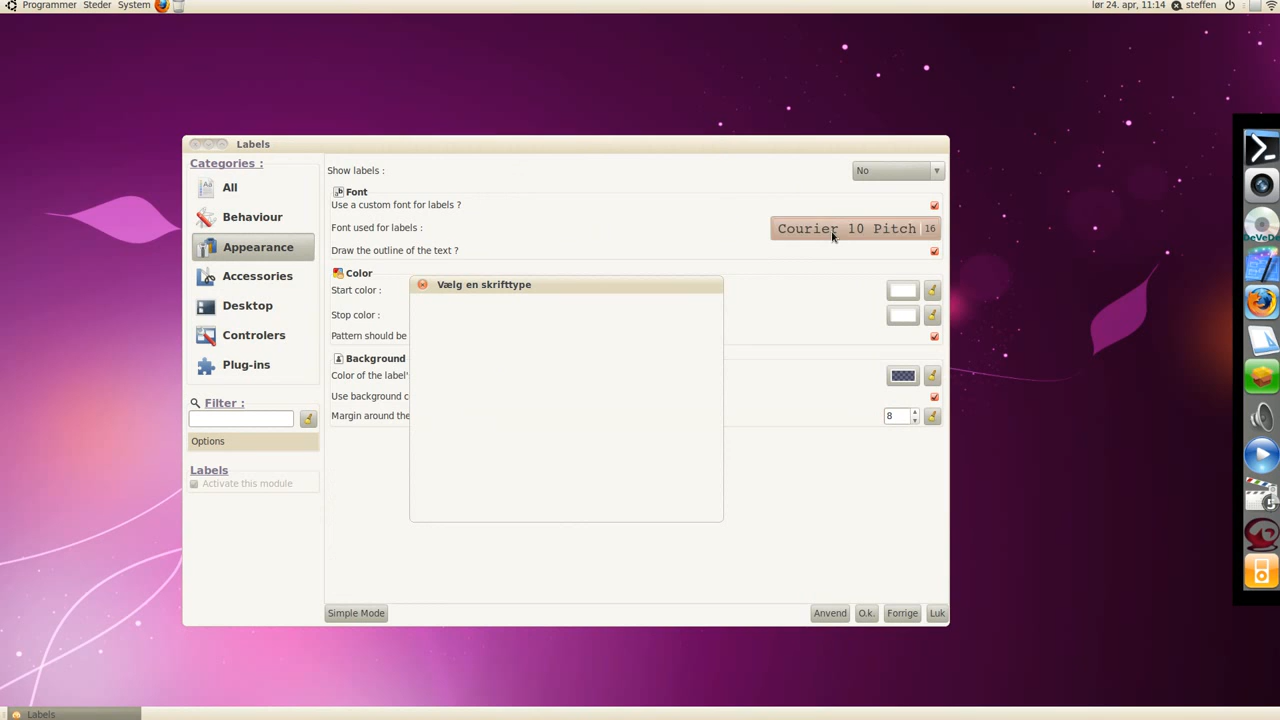 Programmer Steder System lør 24. apr, 11:14 steffen
Labels
Categories :
All
Behaviour
Appearance
Accessories
Desktop
Controlers
Plug-ins
Filter :
Options
Labels
Activate this module
Show labels : No
Font
Use a custom font for labels ?
Font used for labels : Courier 10 Pitch 16
Draw the outline of the text ?
Color
Start color :
Stop color :
Pattern should be
Background
Color of the label'
Use background c
Margin around the 8
Vælg en skrifttype
Simple Mode Anvend O.k. Forrige Luk
DeVeDe
Labels